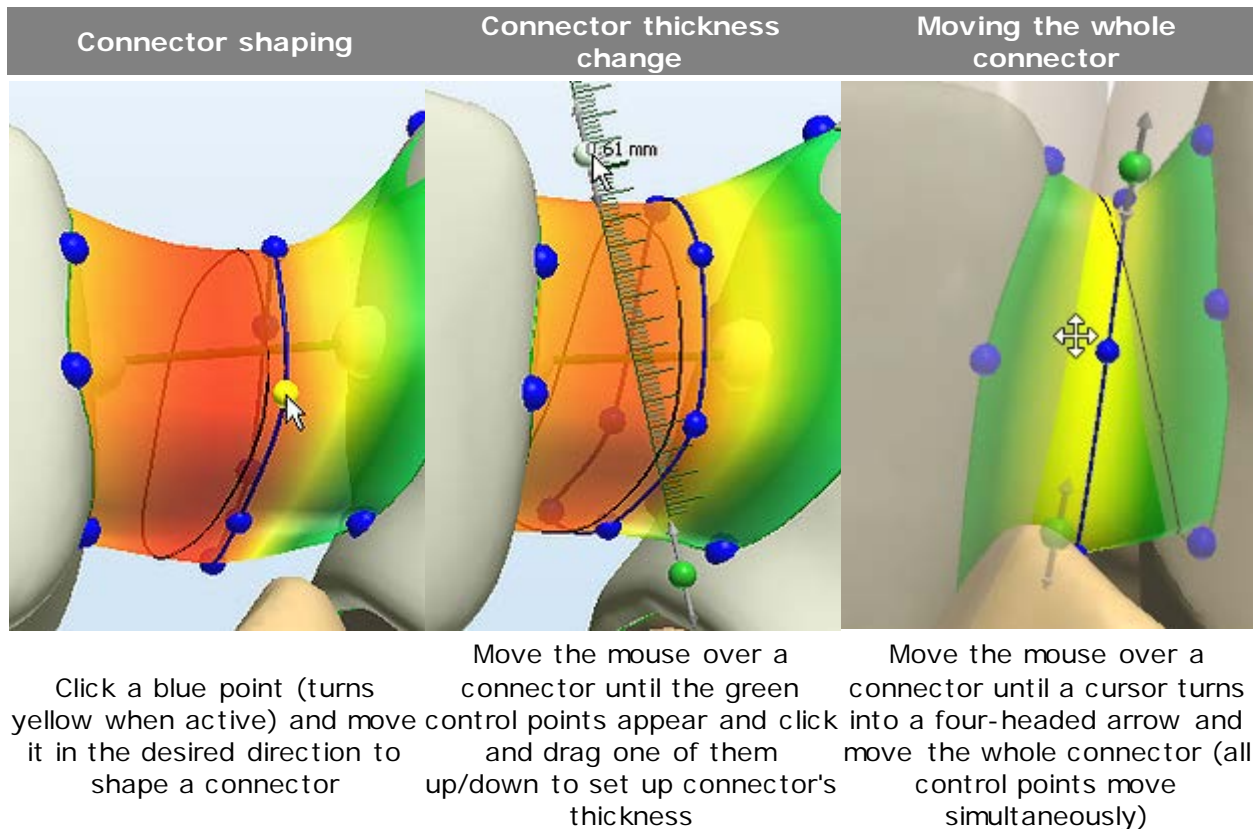 Connector shaping
Connector thickness
change
Moving the whole
connector
0.61 mm
Click a blue point (turns
yellow when active) and move
it in the desired direction to
shape a connector
Move the mouse over a
connector until the green
control points appear and click
and drag one of them
up/down to set up connector's
thickness
Move the mouse over a
connector until a cursor turns
into a four-headed arrow and
move the whole connector (all
control points move
simultaneously)